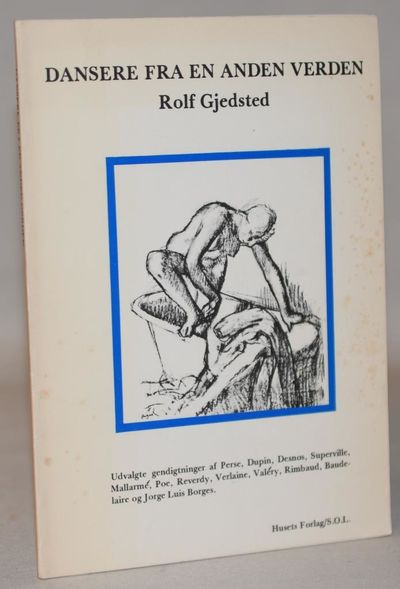 DANSERE FRA EN ANDEN VERDEN
Rolf Gjedsted
Udvalgte gendigtninger af Perse, Dupin, Desnos, Superville,
Mallarmé, Poe, Reverdy, Verlaine, Valéry, Rimbaud, Baude-
laire og Jorge Luis Borges.
Husets Forlag/S.O.L.